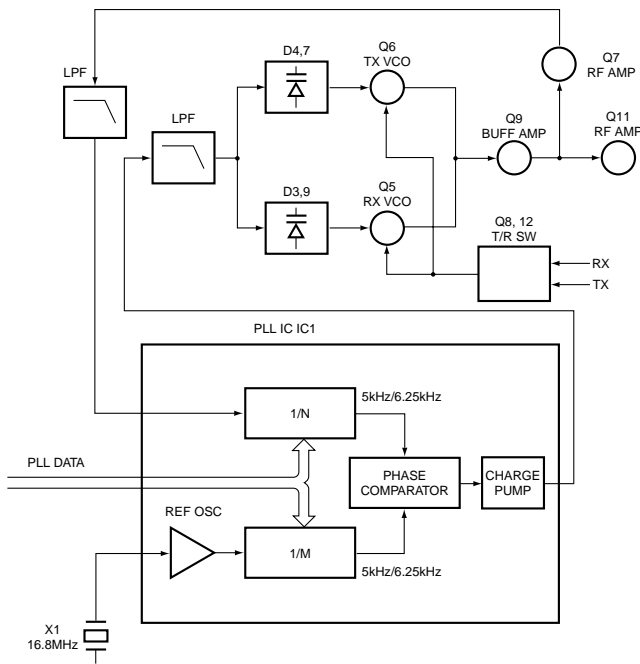 Q6
TX VCO
Q7
RF AMP
D4,7
LPF
LPF
Q9
BUFF AMP
Q11
RF AMP
D3,9
Q5
RX VCO
Q8, 12
T/R SW
RX
TX
PLL IC IC1
5kHz/6.25kHz
1/N
PLL DATA
PHASE
COMPARATOR
CHARGE
PUMP
REF OSC
1/M
5kHz/6.25kHz
X1
16.8MHz